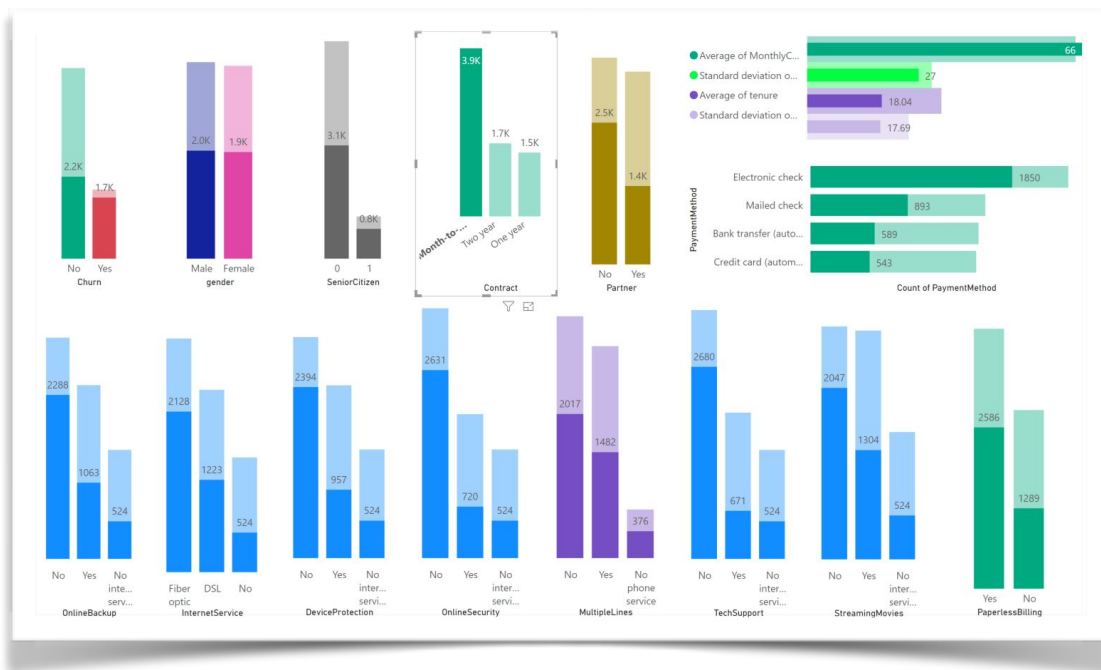 2.2K
1.7K
No
Yes
Churn
2.0K
1.9K
Male
Female
gender
3.1K
0.8K
0
1
SeniorCitizen
3.9K
1.7K
1.5K
Month-to-...
Two year
One year
Contract
2.5K
1.4K
No
Yes
Partner
Average of MonthlyC...
Standard deviation o...
Average of tenure
Standard deviation o...
66
27
18.04
17.69
PaymentMethod
Electronic check
1850
Mailed check
893
Bank transfer (auto...
589
Credit card (autom...
543
Count of PaymentMethod
2288
1063
524
No
Yes
No
inter...
servi...
OnlineBackup
2128
1223
524
Fiber
optic
DSL
No
InternetService
2394
957
524
No
Yes
No
inter...
servi...
DeviceProtection
2631
720
524
No
Yes
No
inter...
servi...
OnlineSecurity
2017
1482
376
No
Yes
No
phone
service
MultipleLines
2680
671
524
No
Yes
No
inter...
servi...
TechSupport
2047
1304
524
No
Yes
No
inter...
servi...
StreamingMovies
2586
1289
Yes
No
PaperlessBilling